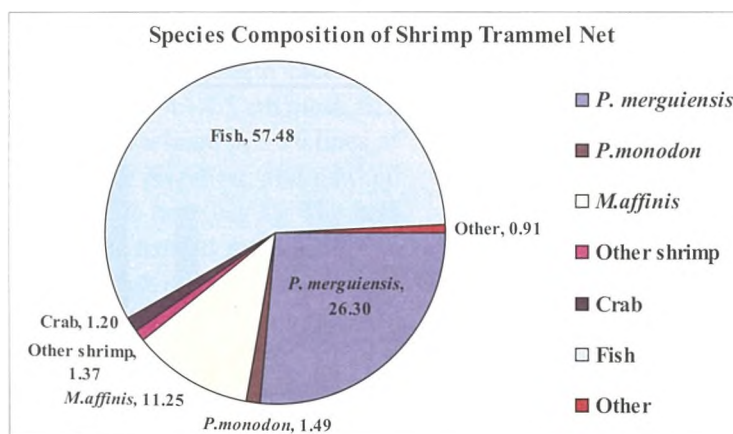 Species Composition of Shrimp Trammel Net
Fish, 57.48
Other, 0.91
P. merguiensis,
26.30
Crab, 1.20
Other shrimp,
1.37
M.affinis, 11.25
P.monodon, 1.49
P. merguiensis
P.monodon
M.affinis
Other shrimp
Crab
Fish
Other